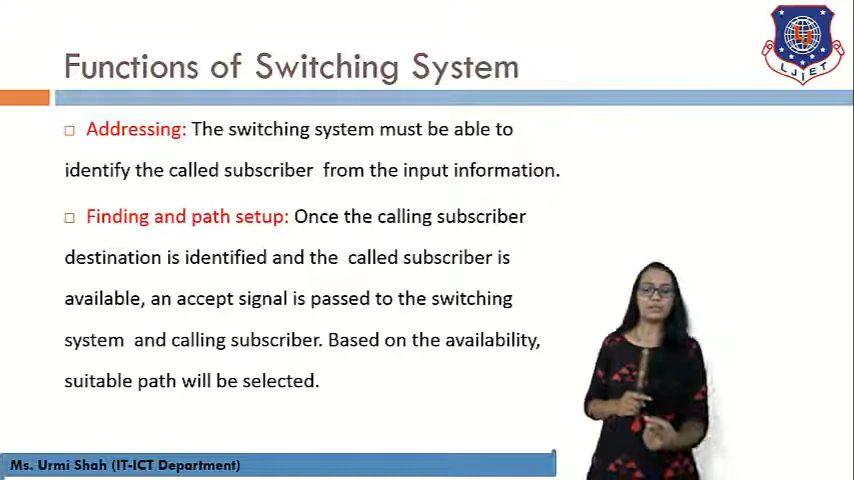 Functions of Switching System
LJIET
Addressing: The switching system must be able to
identify the called subscriber from the input information.
Finding and path setup: Once the calling subscriber
destination is identified and the called subscriber is
available, an accept signal is passed to the switching
system and calling subscriber. Based on the availability,
suitable path will be selected.
Ms. Urmi Shah (IT-ICT Department)